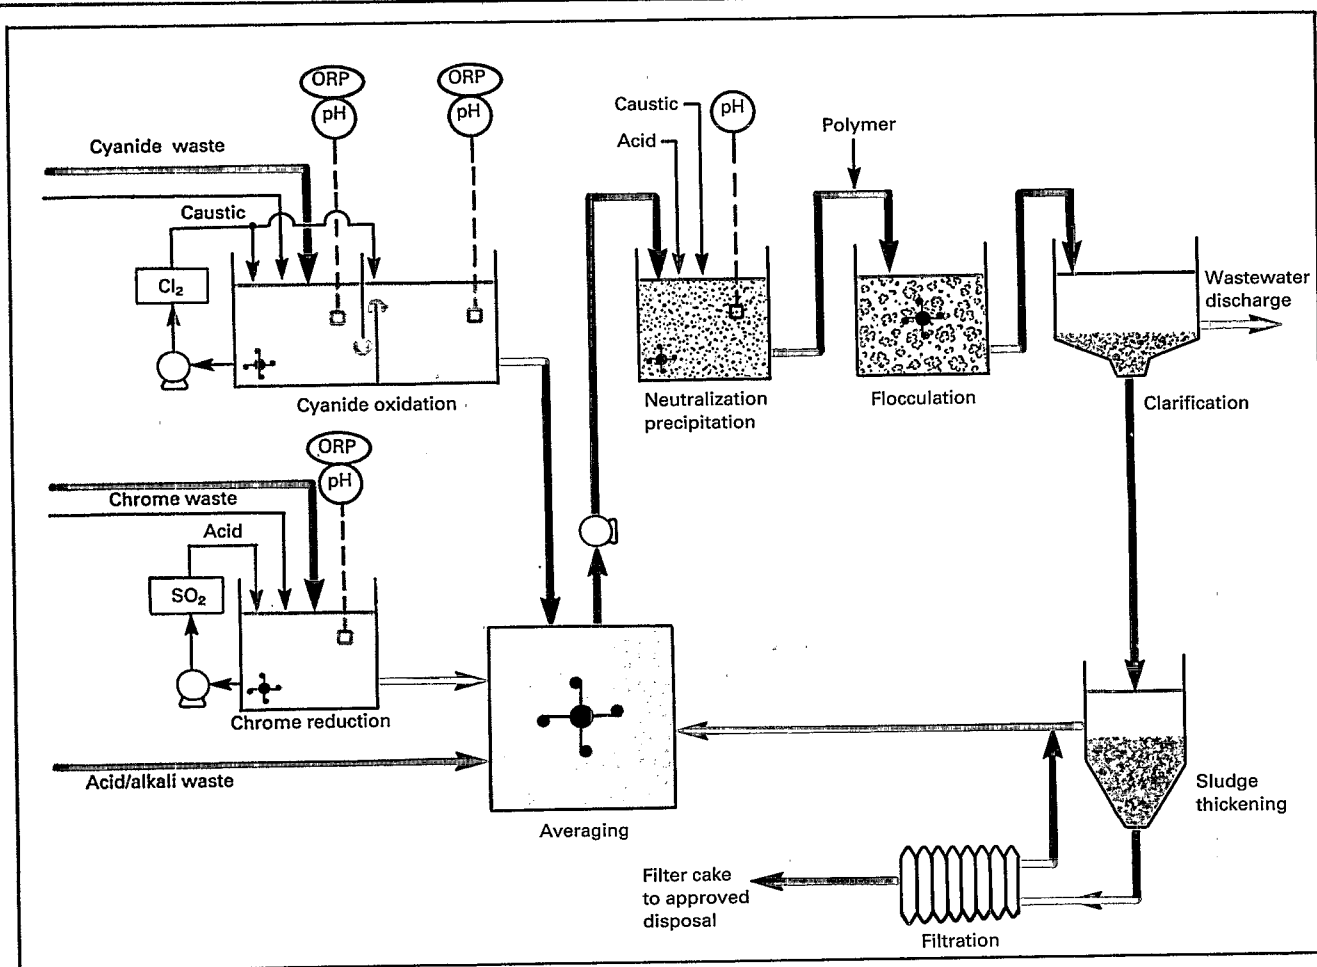 ORP
pH
ORP
pH
Cyanide waste
Caustic
Cl₂
Cyanide oxidation
ORP
pH
Chrome waste
Acid
SO₂
Chrome reduction
Acid/alkali waste
Averaging
Caustic
Acid
pH
Neutralization
precipitation
Polymer
Flocculation
Wastewater
discharge
Clarification
Sludge
thickening
Filter cake
to approved
disposal
Filtration